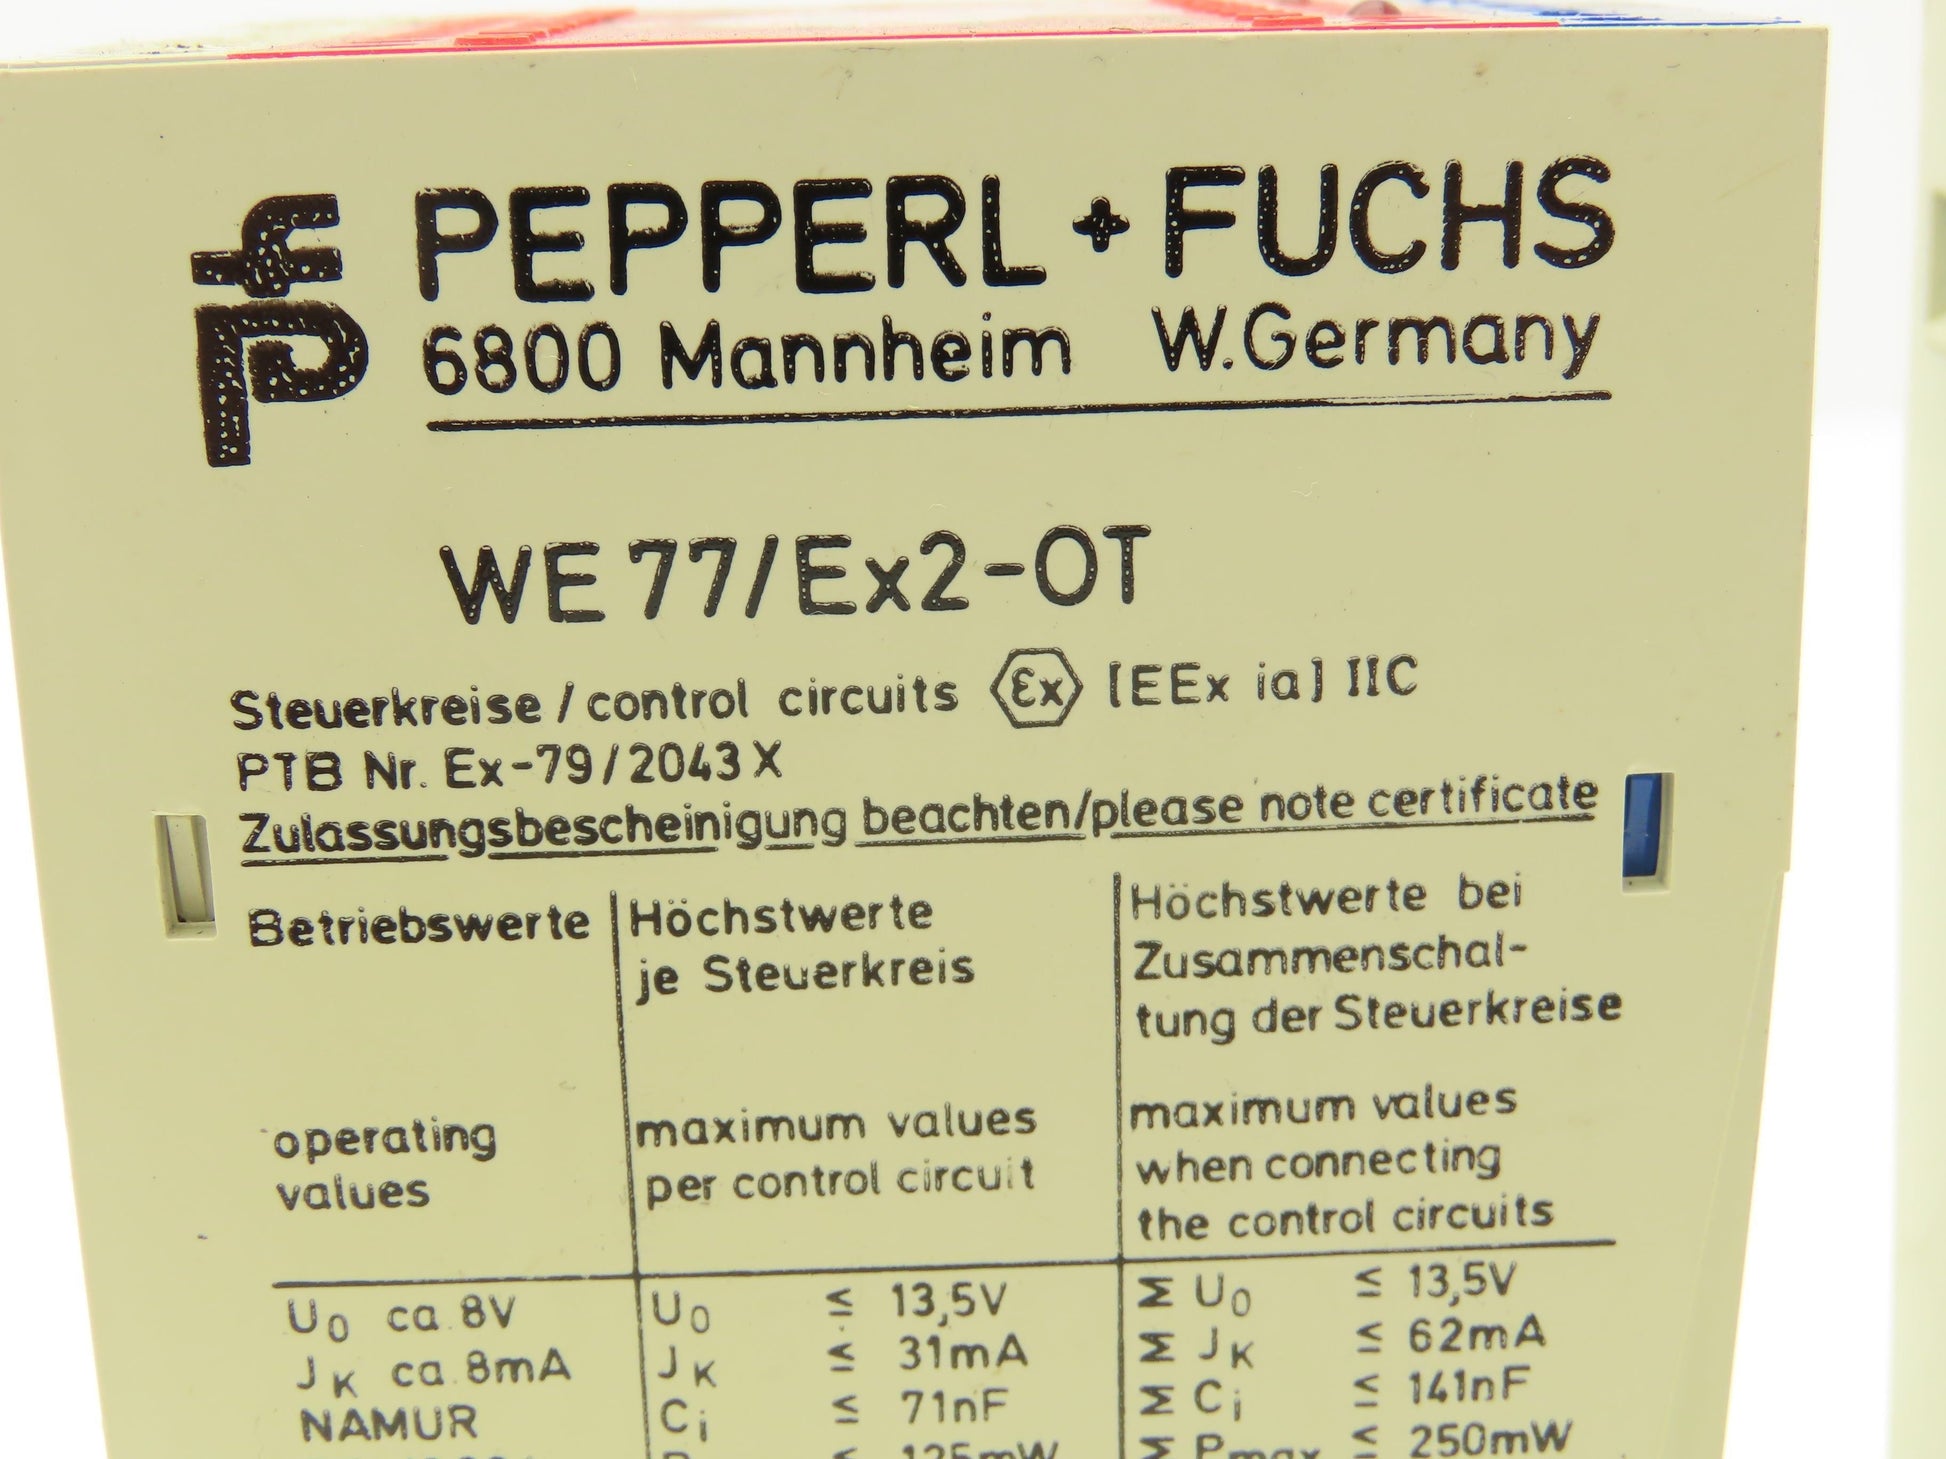 PEPPERL + FUCHS
6800 Mannheim W.Germany
WE 77/Ex2-OT
Steuerkreise / control circuits Ex [EEx ia] IIC
PTB Nr. Ex-79/2043 X
Zulassungsbescheinigung beachten/please note certificate
Betriebswerte
operating
values
Höchstwerte
je Steuerkreis
maximum values
per control circuit
Höchstwerte bei
Zusammenschal-
tung der Steuerkreise
maximum values
when connecting
the control circuits
U0 ca. 8V
JK ca. 8mA
NAMUR
U0 ≤ 13,5V
JK ≤ 31mA
Ci ≤ 71nF
≤ 125mW
Σ U0 ≤ 13,5V
Σ JK ≤ 62mA
Σ Ci ≤ 141nF
Σ Pmax ≤ 250mW